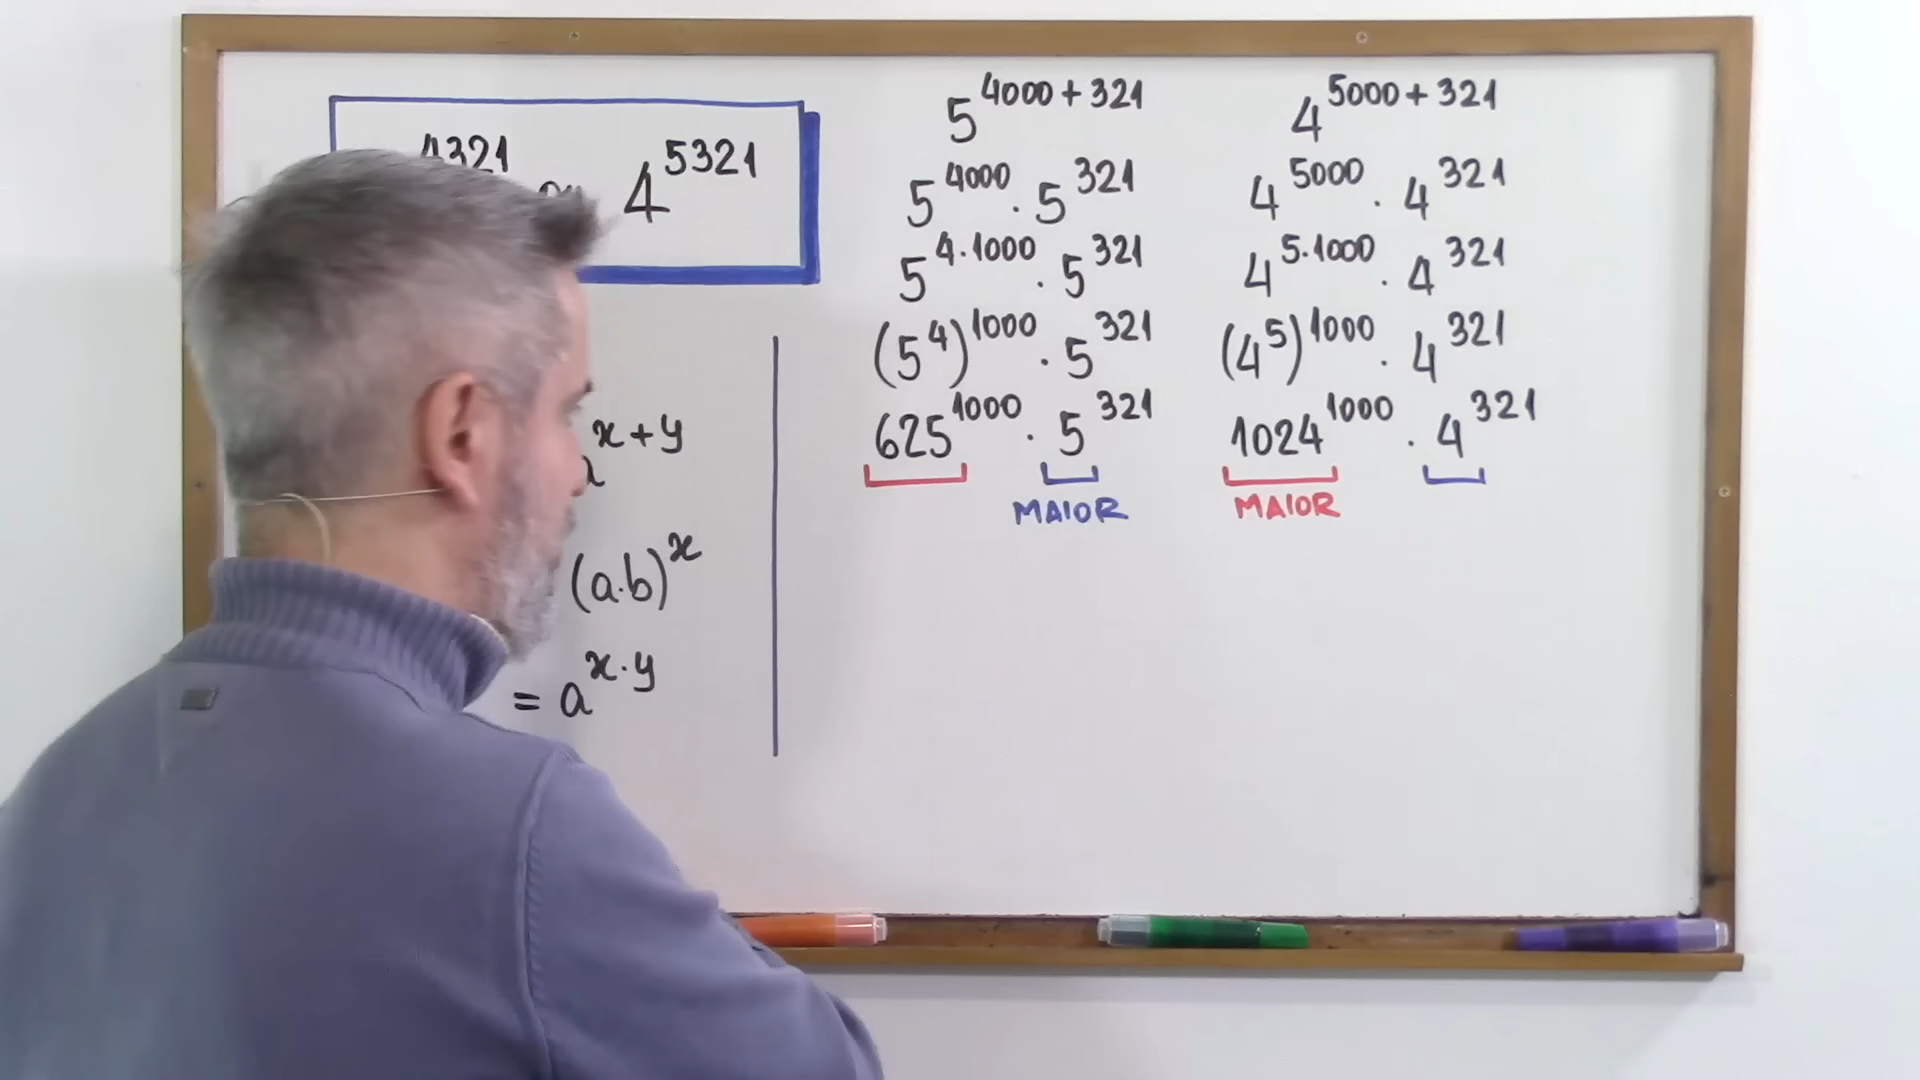 4321 ou 4^5321
a^x+y
(a.b)^x
= a^x.y
5^4000+321
5^4000 . 5^321
5^4.1000 . 5^321
(5^4)^1000 . 5^321
625^1000 . 5^321
MAIOR
4^5000+321
4^5000 . 4^321
4^5.1000 . 4^321
(4^5)^1000 . 4^321
1024^1000 . 4^321
MAIOR